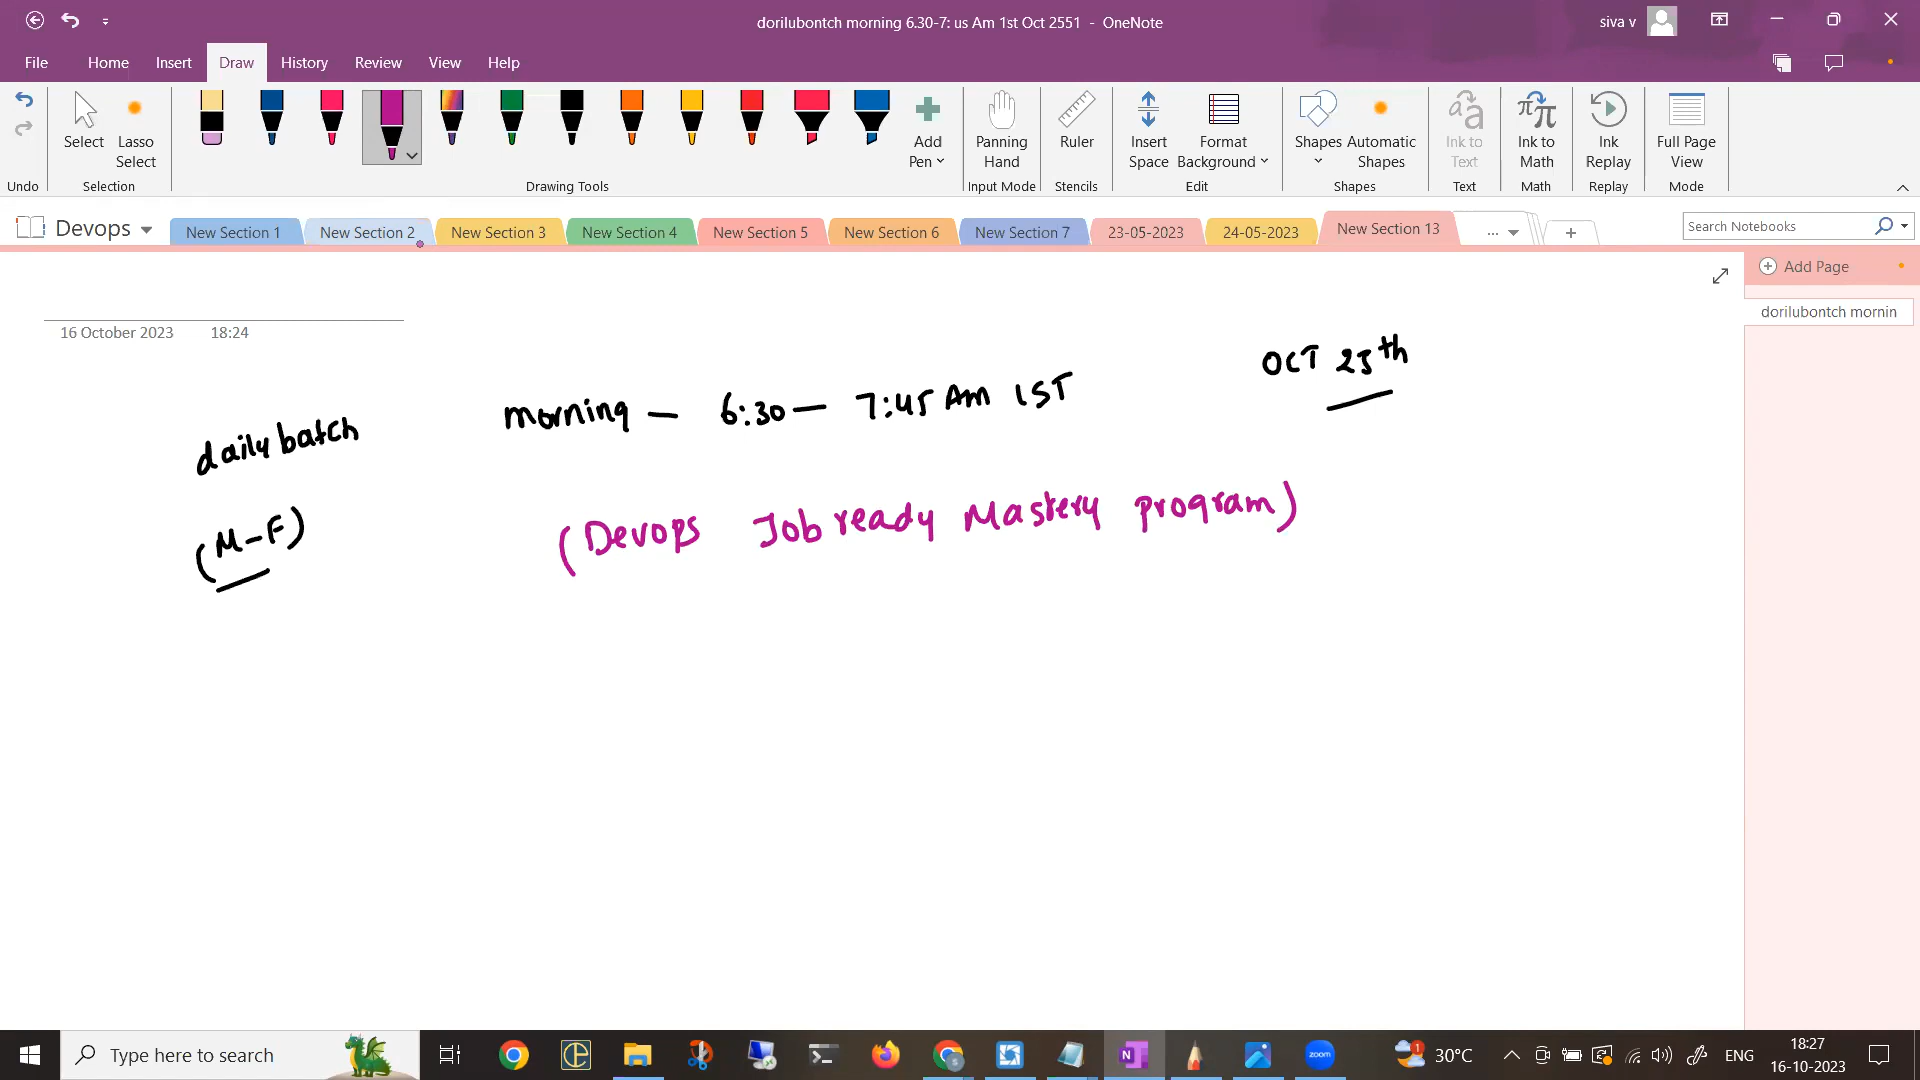 dorilubontch morning 6.30-7: us Am 1st Oct 2551 - OneNote
siva v
File Home Insert Draw History Review View Help
Select
Lasso Select
Add Pen
Panning Hand
Ruler
Insert Space
Format Background
Shapes
Automatic Shapes
Ink to Text
Ink to Math
Ink Replay
Full Page View
Undo Selection Drawing Tools Input Mode Stencils Edit Shapes Text Math Replay Mode
Devops New Section 1 New Section 2 New Section 3 New Section 4 New Section 5 New Section 6 New Section 7 23-05-2023 24-05-2023 New Section 13 ... Search Notebooks
Add Page
dorilubontch mornin
16 October 2023 18:24
OCT 25th
morning — 6:30 — 7:45 Am IST
daily batch
(Devops Job ready Mastery program)
(M-F)
Type here to search
zoom
30°C
ENG
18:27
16-10-2023